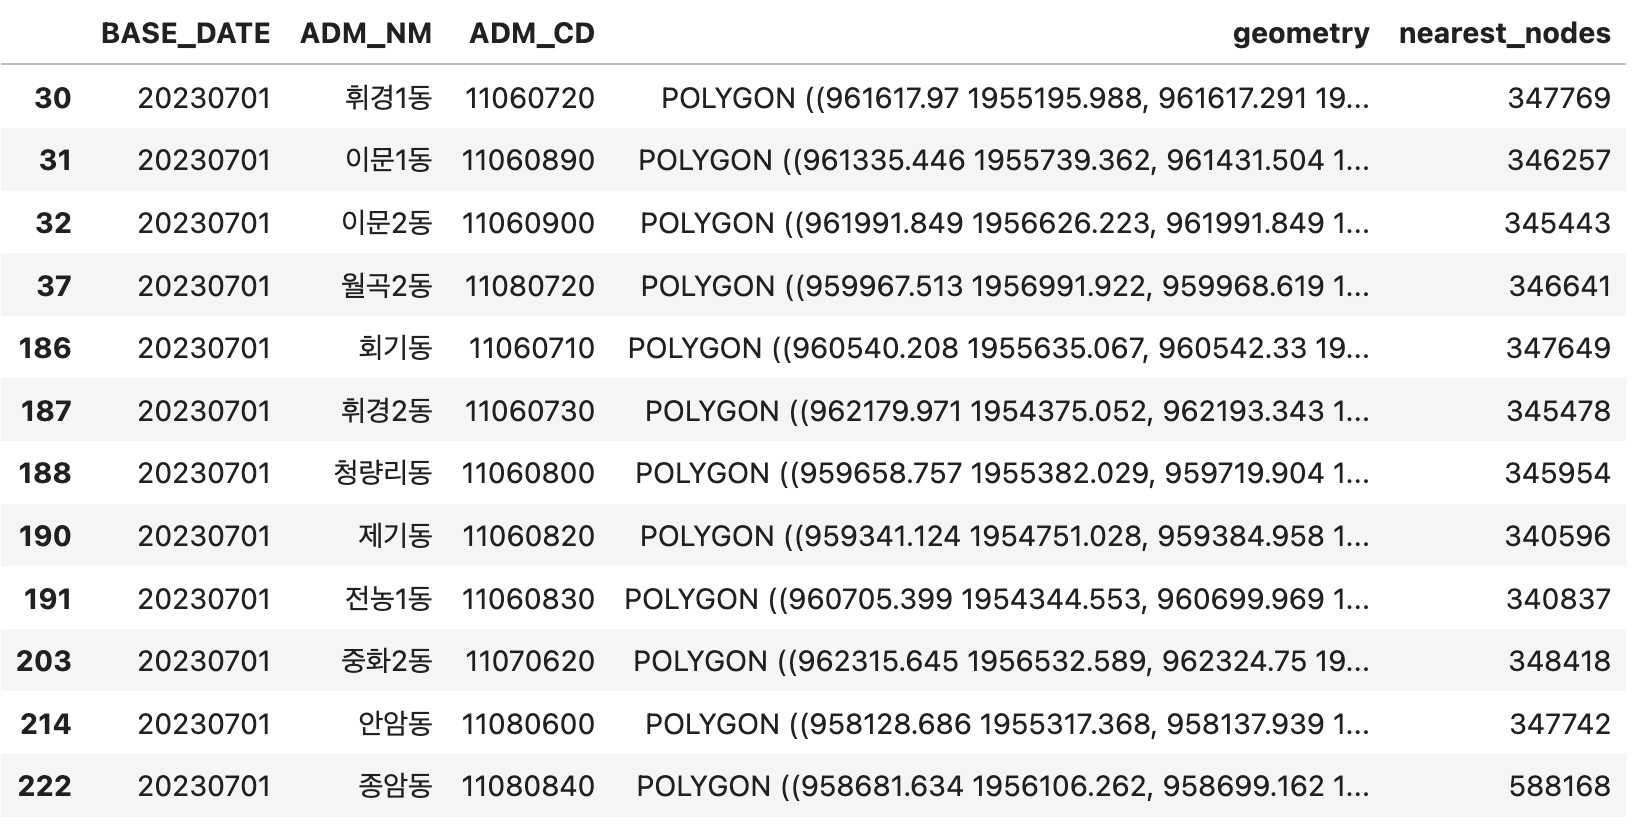 BASE_DATE ADM_NM ADM_CD geometry nearest_nodes
30 20230701 휘경1동 11060720 POLYGON ((961617.97 1955195.988, 961617.291 19... 347769
31 20230701 이문1동 11060890 POLYGON ((961335.446 1955739.362, 961431.504 1... 346257
32 20230701 이문2동 11060900 POLYGON ((961991.849 1956626.223, 961991.849 1... 345443
37 20230701 월곡2동 11080720 POLYGON ((959967.513 1956991.922, 959968.619 1... 346641
186 20230701 회기동 11060710 POLYGON ((960540.208 1955635.067, 960542.33 19... 347649
187 20230701 휘경2동 11060730 POLYGON ((962179.971 1954375.052, 962193.343 1... 345478
188 20230701 청량리동 11060800 POLYGON ((959658.757 1955382.029, 959719.904 1... 345954
190 20230701 제기동 11060820 POLYGON ((959341.124 1954751.028, 959384.958 1... 340596
191 20230701 전농1동 11060830 POLYGON ((960705.399 1954344.553, 960699.969 1... 340837
203 20230701 중화2동 11070620 POLYGON ((962315.645 1956532.589, 962324.75 19... 348418
214 20230701 안암동 11080600 POLYGON ((958128.686 1955317.368, 958137.939 1... 347742
222 20230701 종암동 11080840 POLYGON ((958681.634 1956106.262, 958699.162 1... 588168